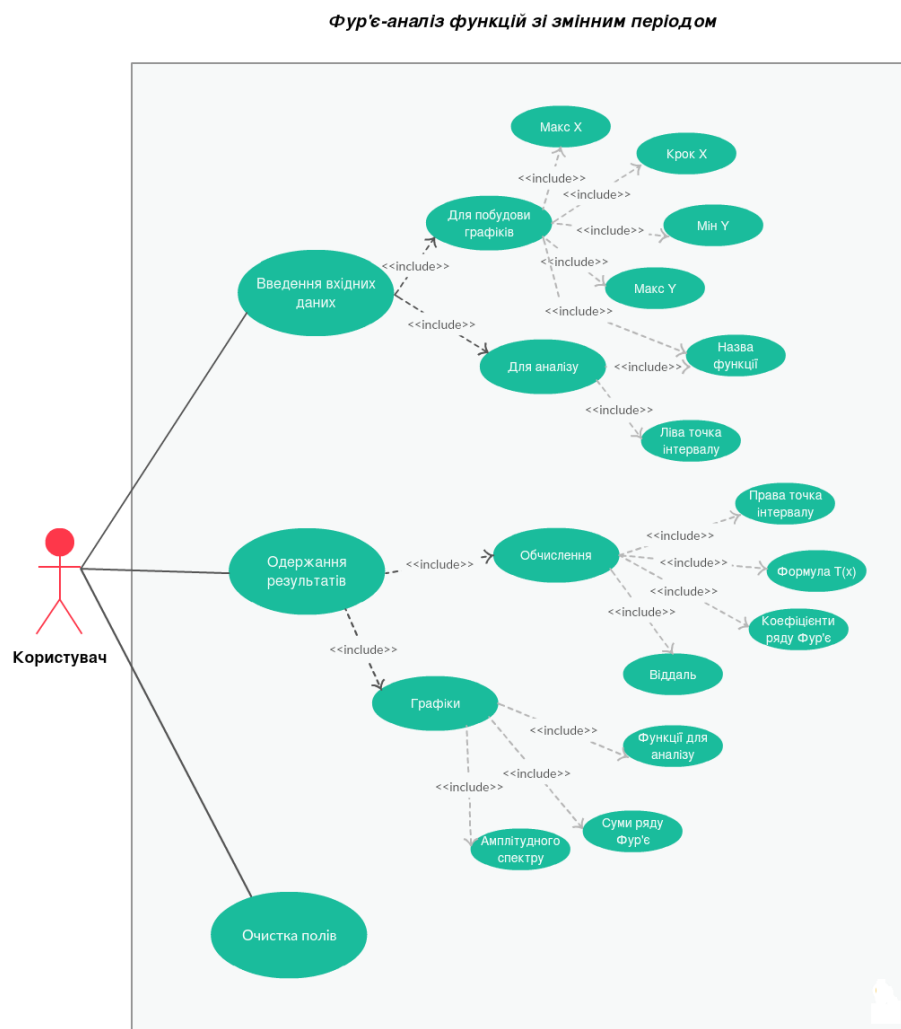 Фур'є-аналіз функцій зі змінним періодом
Макс X
Крок X
<<include>>
<<include>>
Для побудови
графіків
Мін Y
<<include>>
<<include>>
<<include>>
Введення вхідних
даних
Макс Y
<<include>>
<<include>>
Назва
функції
Для аналізу
<<include>>
<<include>>
Ліва точка
інтервалу
Права точка
інтервалу
<<include>>
Одержання
результатів
<<include>>
Обчислення
<<include>>
Формула T(x)
<<include>>
<<include>>
Коефіцієнти
ряду Фур'є
Користувач
<<include>>
Віддаль
Графіки
<<include>>
Функції для
аналізу
<<include>>
<<include>>
Суми ряду
Фур'є
Амплітудного
спектру
Очистка полів